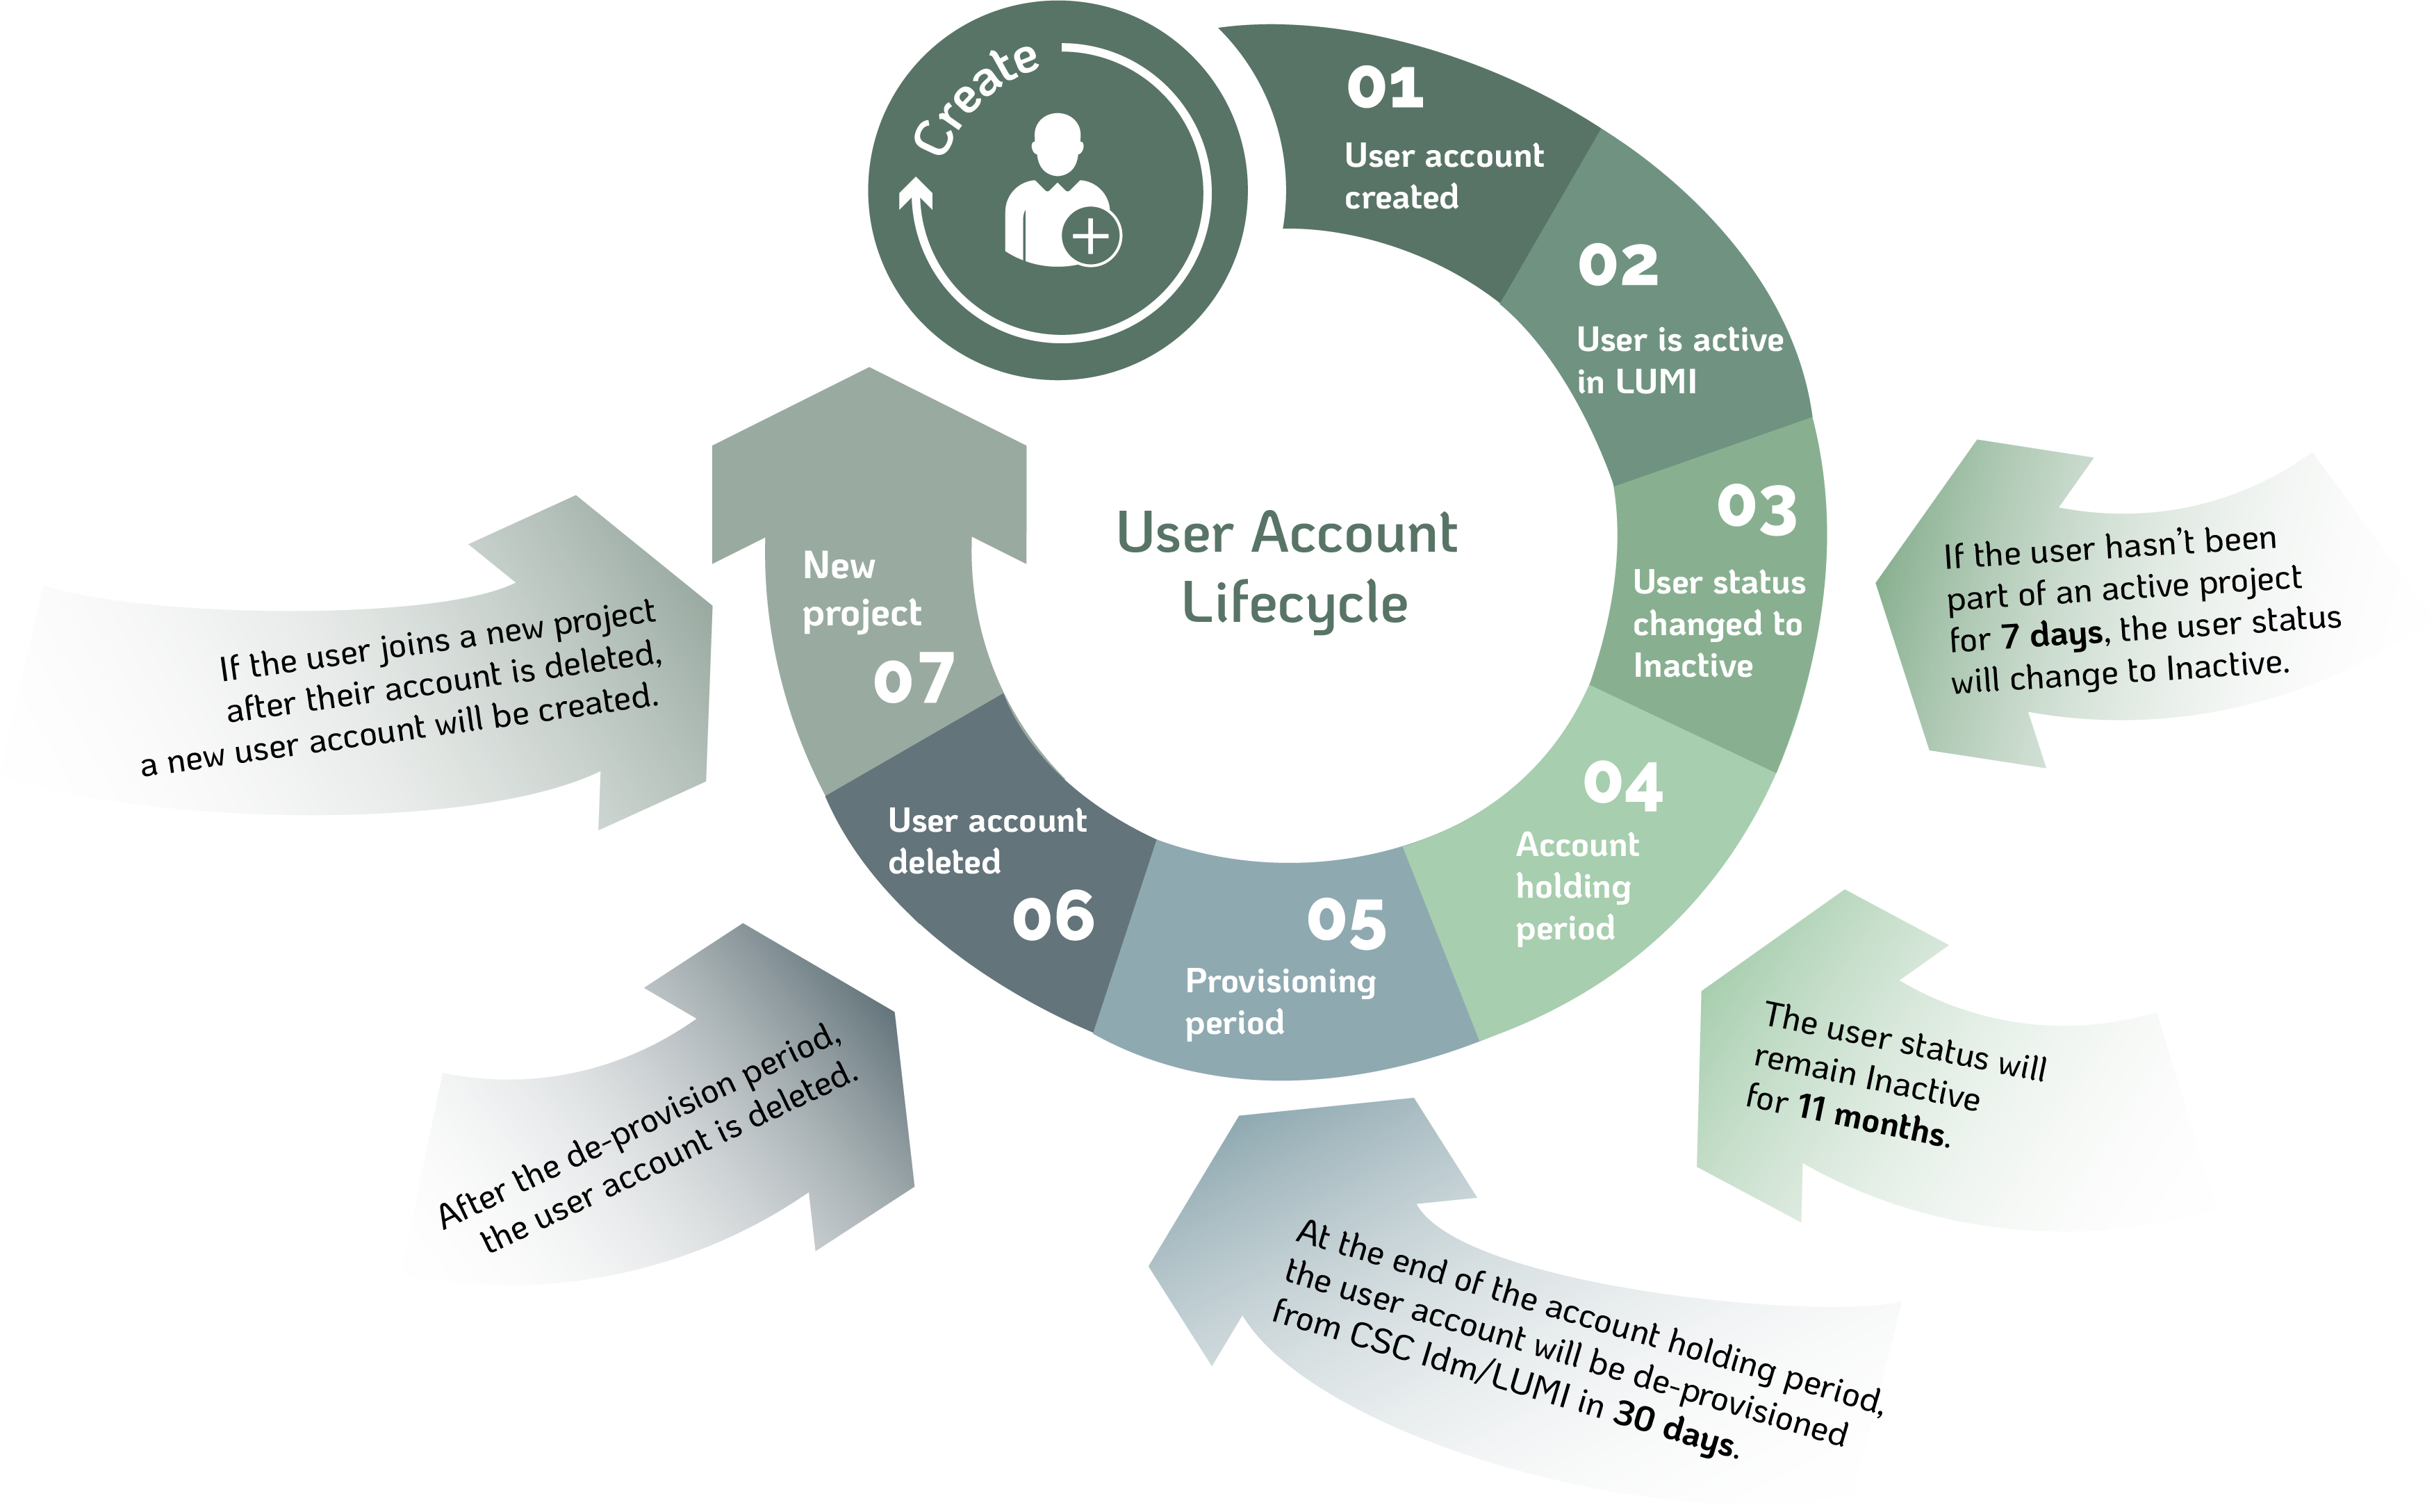 Create
01
User account
created
02
User is active
in LUMI
03
User status
changed to
Inactive
If the user hasn’t been
part of an active project
for 7 days, the user status
will change to Inactive.
04
Account
holding
period
The user status will
remain Inactive
for 11 months.
05
Provisioning
period
At the end of the account holding period,
the user account will be de-provisioned
from CSC Idm/LUMI in 30 days.
User account
deleted
06
After the de-provision period,
the user account is deleted.
New
project
07
If the user joins a new project
after their account is deleted,
a new user account will be created.
User Account
Lifecycle